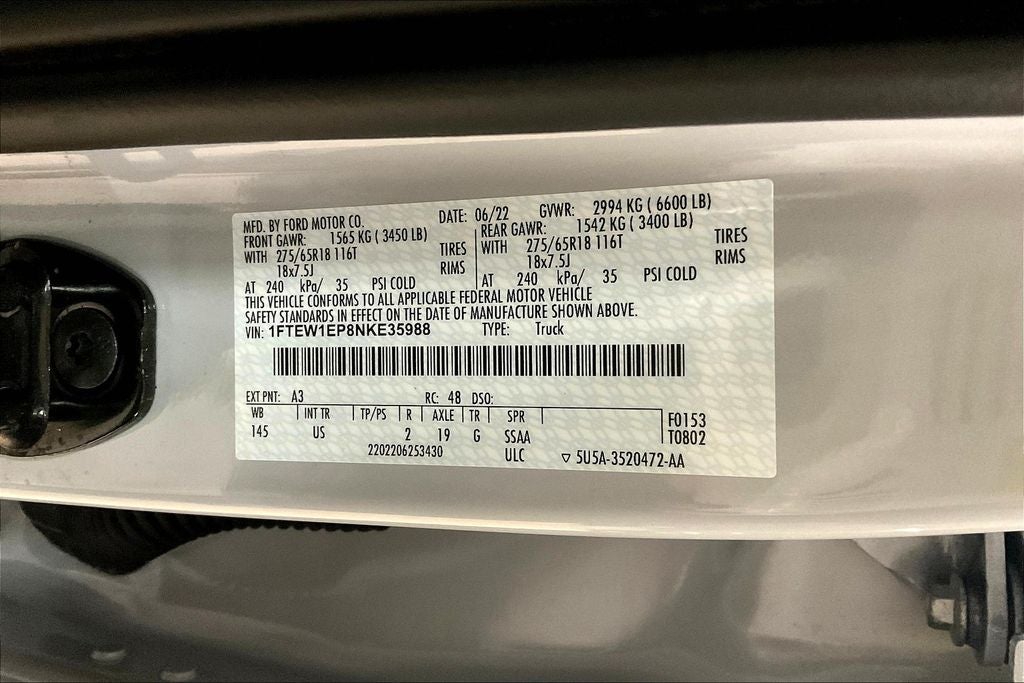 MFD. BY FORD MOTOR CO. DATE: 06/22 GVWR: 2994 KG ( 6600 LB)
FRONT GAWR: 1565 KG ( 3450 LB) REAR GAWR: 1542 KG ( 3400 LB)
WITH 275/65R18 116T TIRES WITH 275/65R18 116T TIRES
18x7.5J RIMS 18x7.5J RIMS
AT 240 kPa/ 35 PSI COLD AT 240 kPa/ 35 PSI COLD
THIS VEHICLE CONFORMS TO ALL APPLICABLE FEDERAL MOTOR VEHICLE
SAFETY STANDARDS IN EFFECT ON THE DATE OF MANUFACTURE SHOWN ABOVE.
VIN: 1FTEW1EP8NKE35988 TYPE: Truck
EXT PNT: A3 RC: 48 DSO:
WB INT TR TP/PS R AXLE TR SPR F0153
145 US 2 19 G SSAA T0802
2202206253430 ULC ▽ 5U5A-3520472-AA